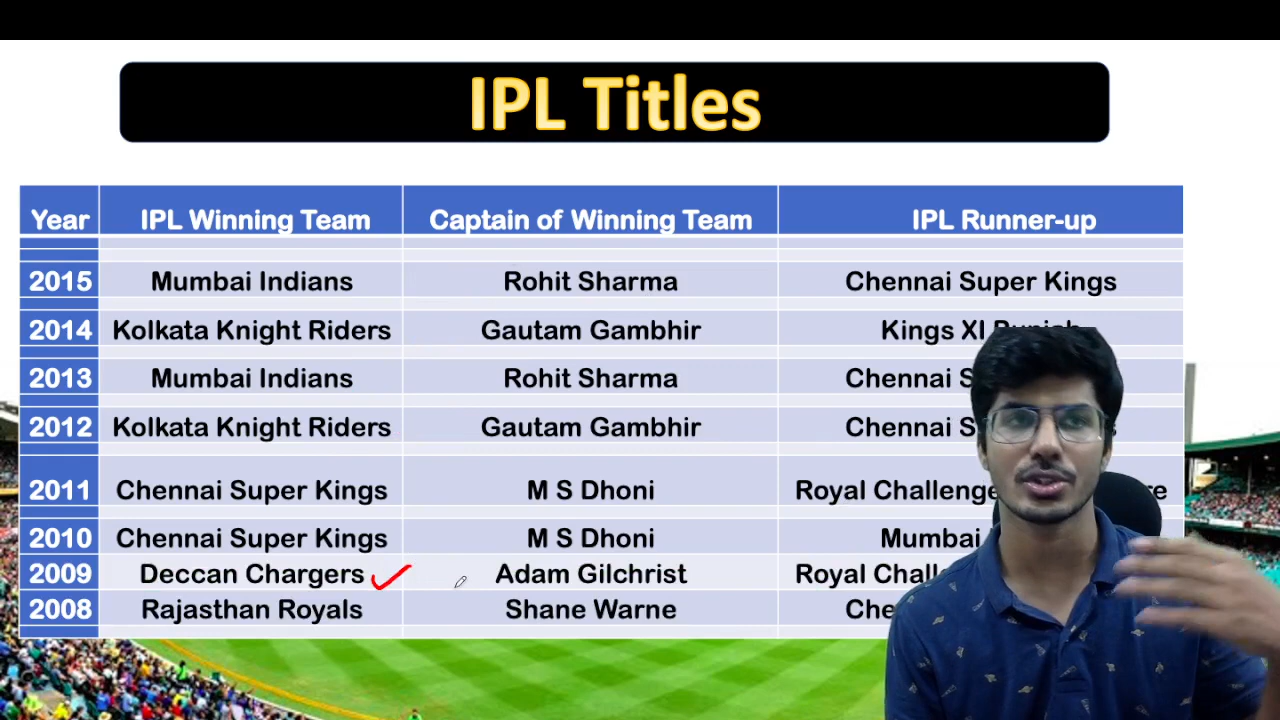 IPL Titles
Year IPL Winning Team Captain of Winning Team IPL Runner-up
2015 Mumbai Indians Rohit Sharma Chennai Super Kings
2014 Kolkata Knight Riders Gautam Gambhir Kings XI
2013 Mumbai Indians Rohit Sharma Chennai
2012 Kolkata Knight Riders Gautam Gambhir Chennai
2011 Chennai Super Kings M S Dhoni Royal
2010 Chennai Super Kings M S Dhoni Mumbai
2009 Deccan Chargers Adam Gilchrist Royal
2008 Rajasthan Royals Shane Warne